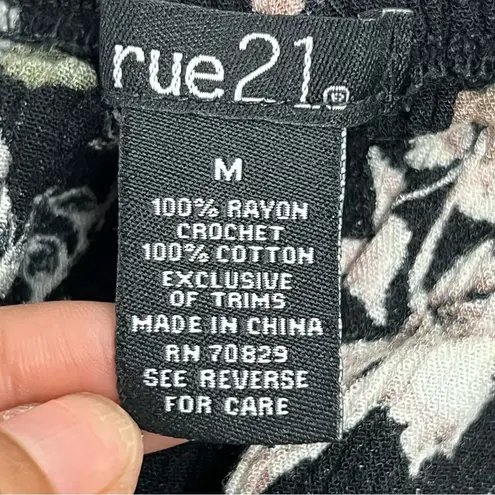 rue21®
M
100% RAYON
CROCHET
100% COTTON
EXCLUSIVE
OF TRIMS
MADE IN CHINA
RN 70829
SEE REVERSE
FOR CARE